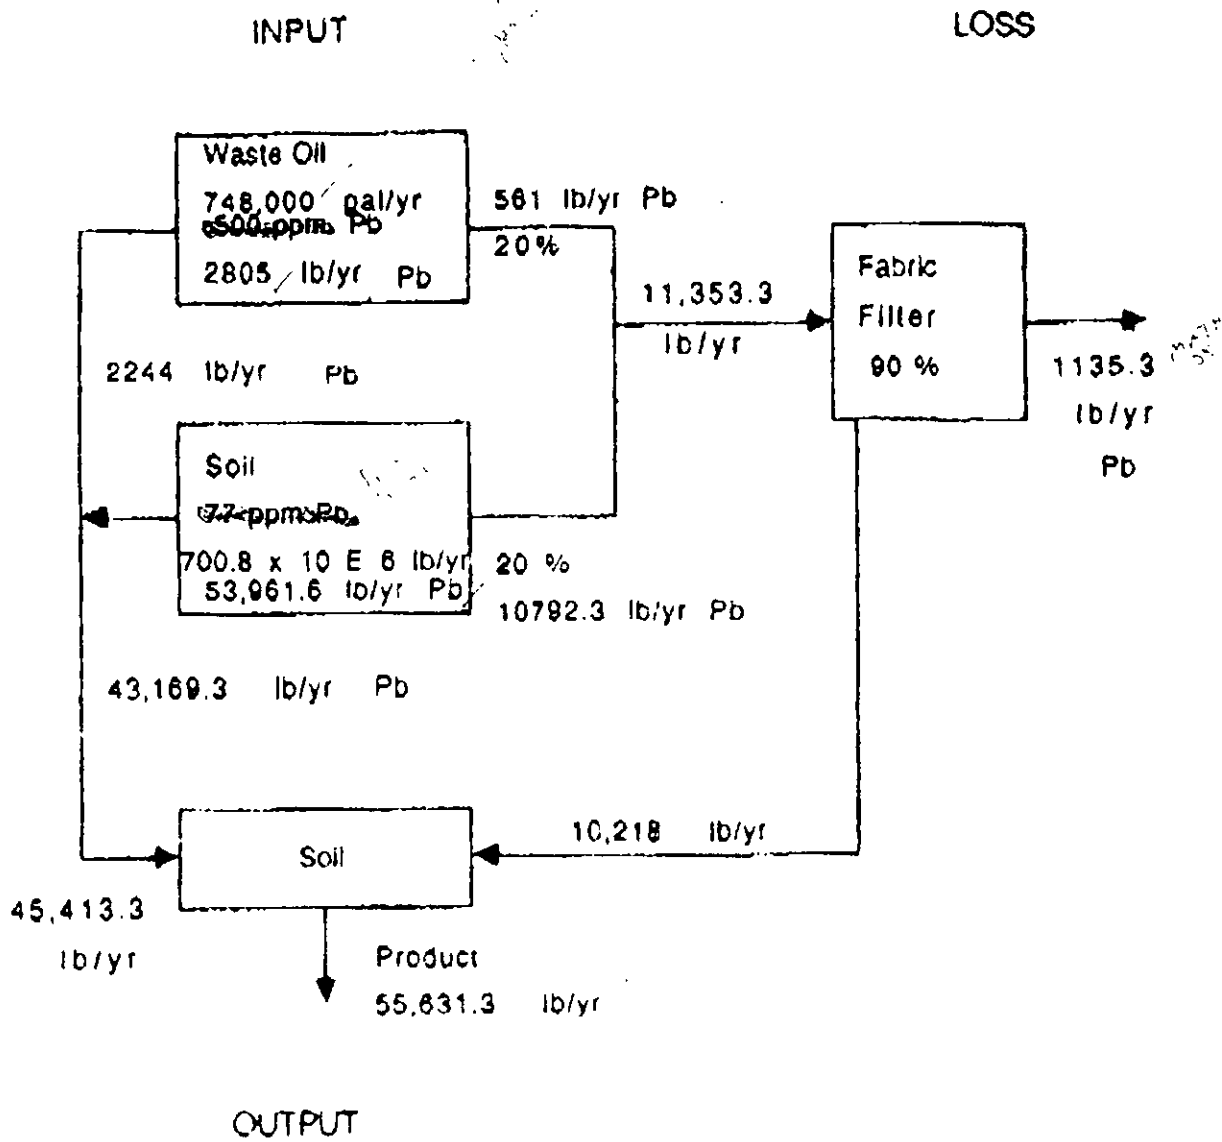 INPUT
LOSS
Waste Oil
748,000 gal/yr
500 ppm Pb
2805 lb/yr Pb
561 lb/yr Pb
20%
11,353.3
lb/yr
Fabric
Filter
90 %
1135.3
lb/yr
Pb
2244 lb/yr Pb
Soil
77 ppm Pb
700.8 x 10 E 6 lb/yr
53,961.6 lb/yr Pb
20 %
10792.3 lb/yr Pb
43,169.3 lb/yr Pb
Soil
10,218 lb/yr
45,413.3
lb/yr
Product
55,631.3 lb/yr
OUTPUT